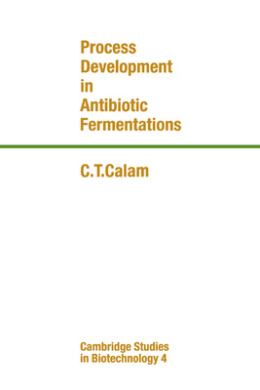 Process
Development
in
Antibiotic
Fermentations
C.T.Calam
Cambridge Studies
in Biotechnology 4